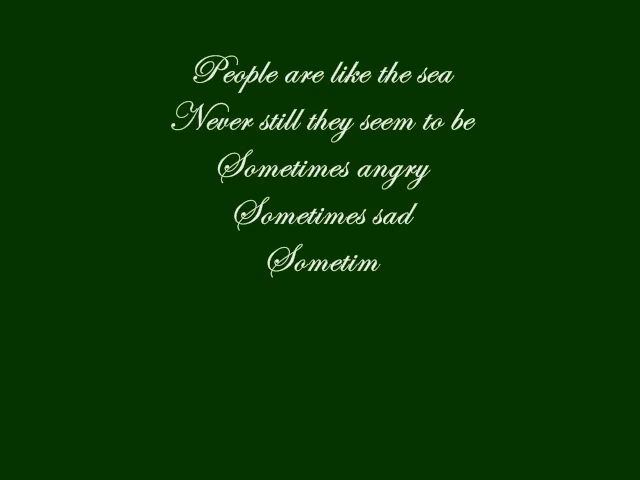 People are like the sea
Never still they seem to be
Sometimes angry
Sometimes sad
Sometim